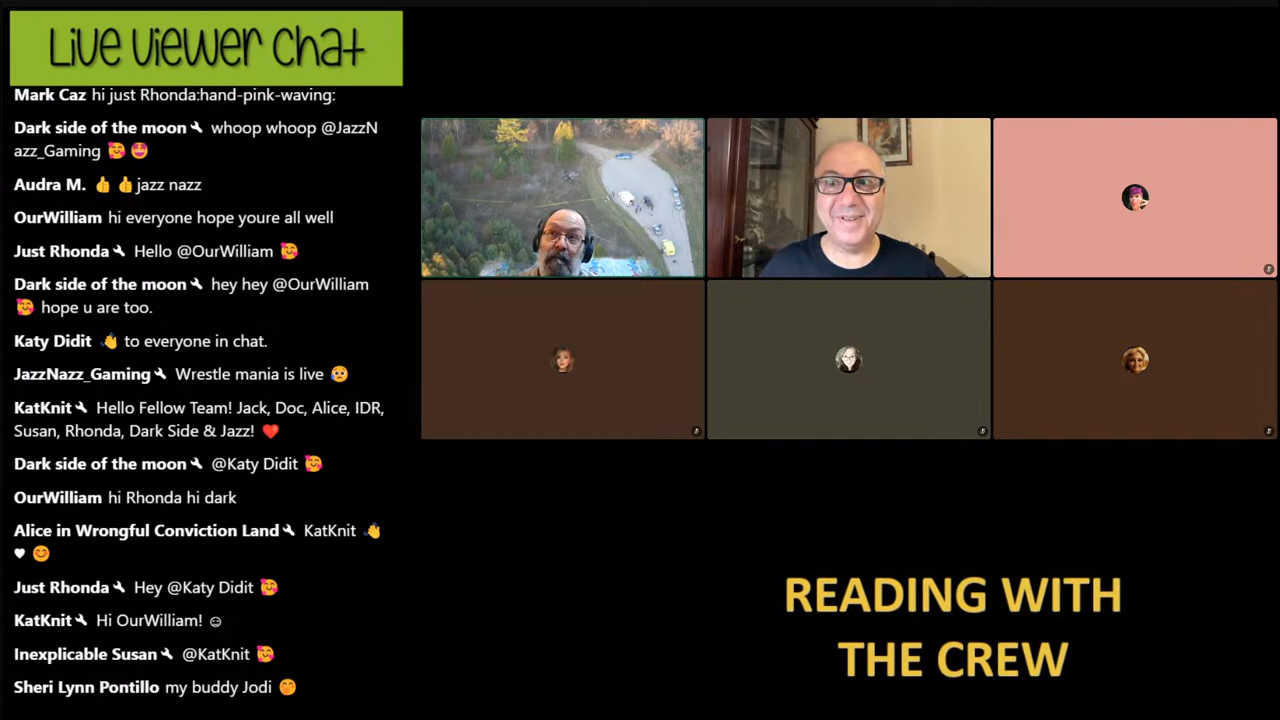 Live Viewer Chat
Mark Caz hi just Rhonda:hand-pink-waving:
Dark side of the moon whoop whoop @JazzN
azz_Gaming 🥰 🤩
Audra M. 👍 👍 jazz nazz
OurWilliam hi everyone hope youre all well
Just Rhonda Hello @OurWilliam 🥰
Dark side of the moon hey hey @OurWilliam
🥰 hope u are too.
Katy Didit 👋 to everyone in chat.
JazzNazz_Gaming Wrestle mania is live 😥
KatKnit Hello Fellow Team! Jack, Doc, Alice, IDR,
Susan, Rhonda, Dark Side & Jazz! ❤️
Dark side of the moon @Katy Didit 🥰
OurWilliam hi Rhonda hi dark
Alice in Wrongful Conviction Land KatKnit 👋
♥ 😊
Just Rhonda Hey @Katy Didit 🥰
KatKnit Hi OurWilliam! ☺
Inexplicable Susan @KatKnit 🥰
Sheri Lynn Pontillo my buddy Jodi 🤭
READING WITH
THE CREW